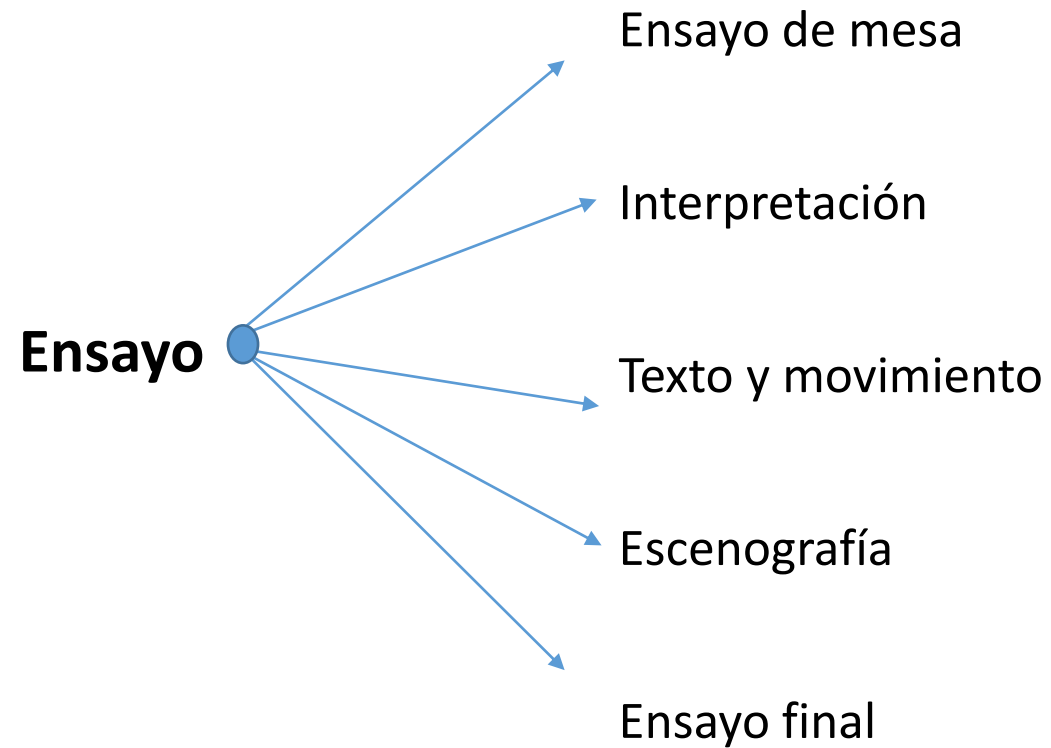 Ensayo
Ensayo de mesa
Interpretación
Texto y movimiento
Escenografía
Ensayo final